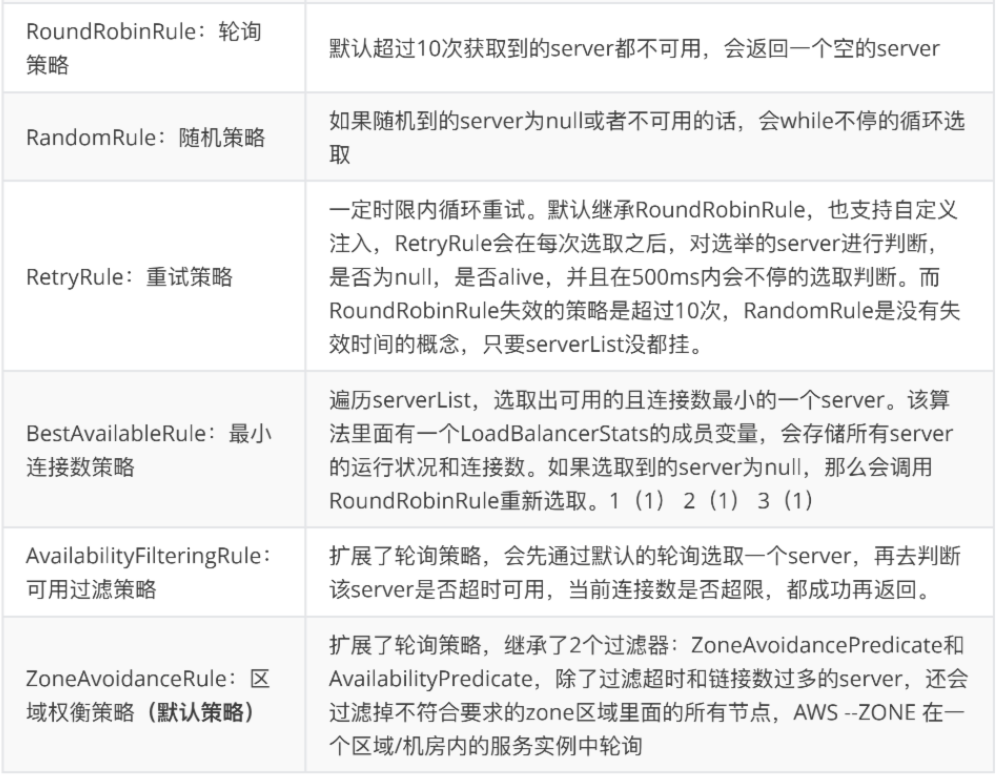 RoundRobinRule：轮询
策略
默认超过10次获取到的server都不可用，会返回一个空的server
RandomRule：随机策略
如果随机到的server为null或者不可用的话，会while不停的循环选
取
RetryRule：重试策略
一定时限内循环重试。默认继承RoundRobinRule，也支持自定义
注入，RetryRule会在每次选取之后，对选举的server进行判断，
是否为null，是否alive，并且在500ms内会不停的选取判断。而
RoundRobinRule失效的策略是超过10次，RandomRule是没有失
效时间的概念，只要serverList没都挂。
BestAvailableRule：最小
连接数策略
遍历serverList，选取出可用的且连接数最小的一个server。该算
法里面有一个LoadBalancerStats的成员变量，会存储所有server
的运行状况和连接数。如果选取到的server为null，那么会调用
RoundRobinRule重新选取。1（1） 2（1） 3（1）
AvailabilityFilteringRule：
可用过滤策略
扩展了轮询策略，会先通过默认的轮询选取一个server，再去判断
该server是否超时可用，当前连接数是否超限，都成功再返回。
ZoneAvoidanceRule：区
域权衡策略（默认策略）
扩展了轮询策略，继承了2个过滤器：ZoneAvoidancePredicate和
AvailabilityPredicate，除了过滤超时和链接数过多的server，还会
过滤掉不符合要求的zone区域里面的所有节点，AWS --ZONE 在一
个区域/机房内的服务实例中轮询